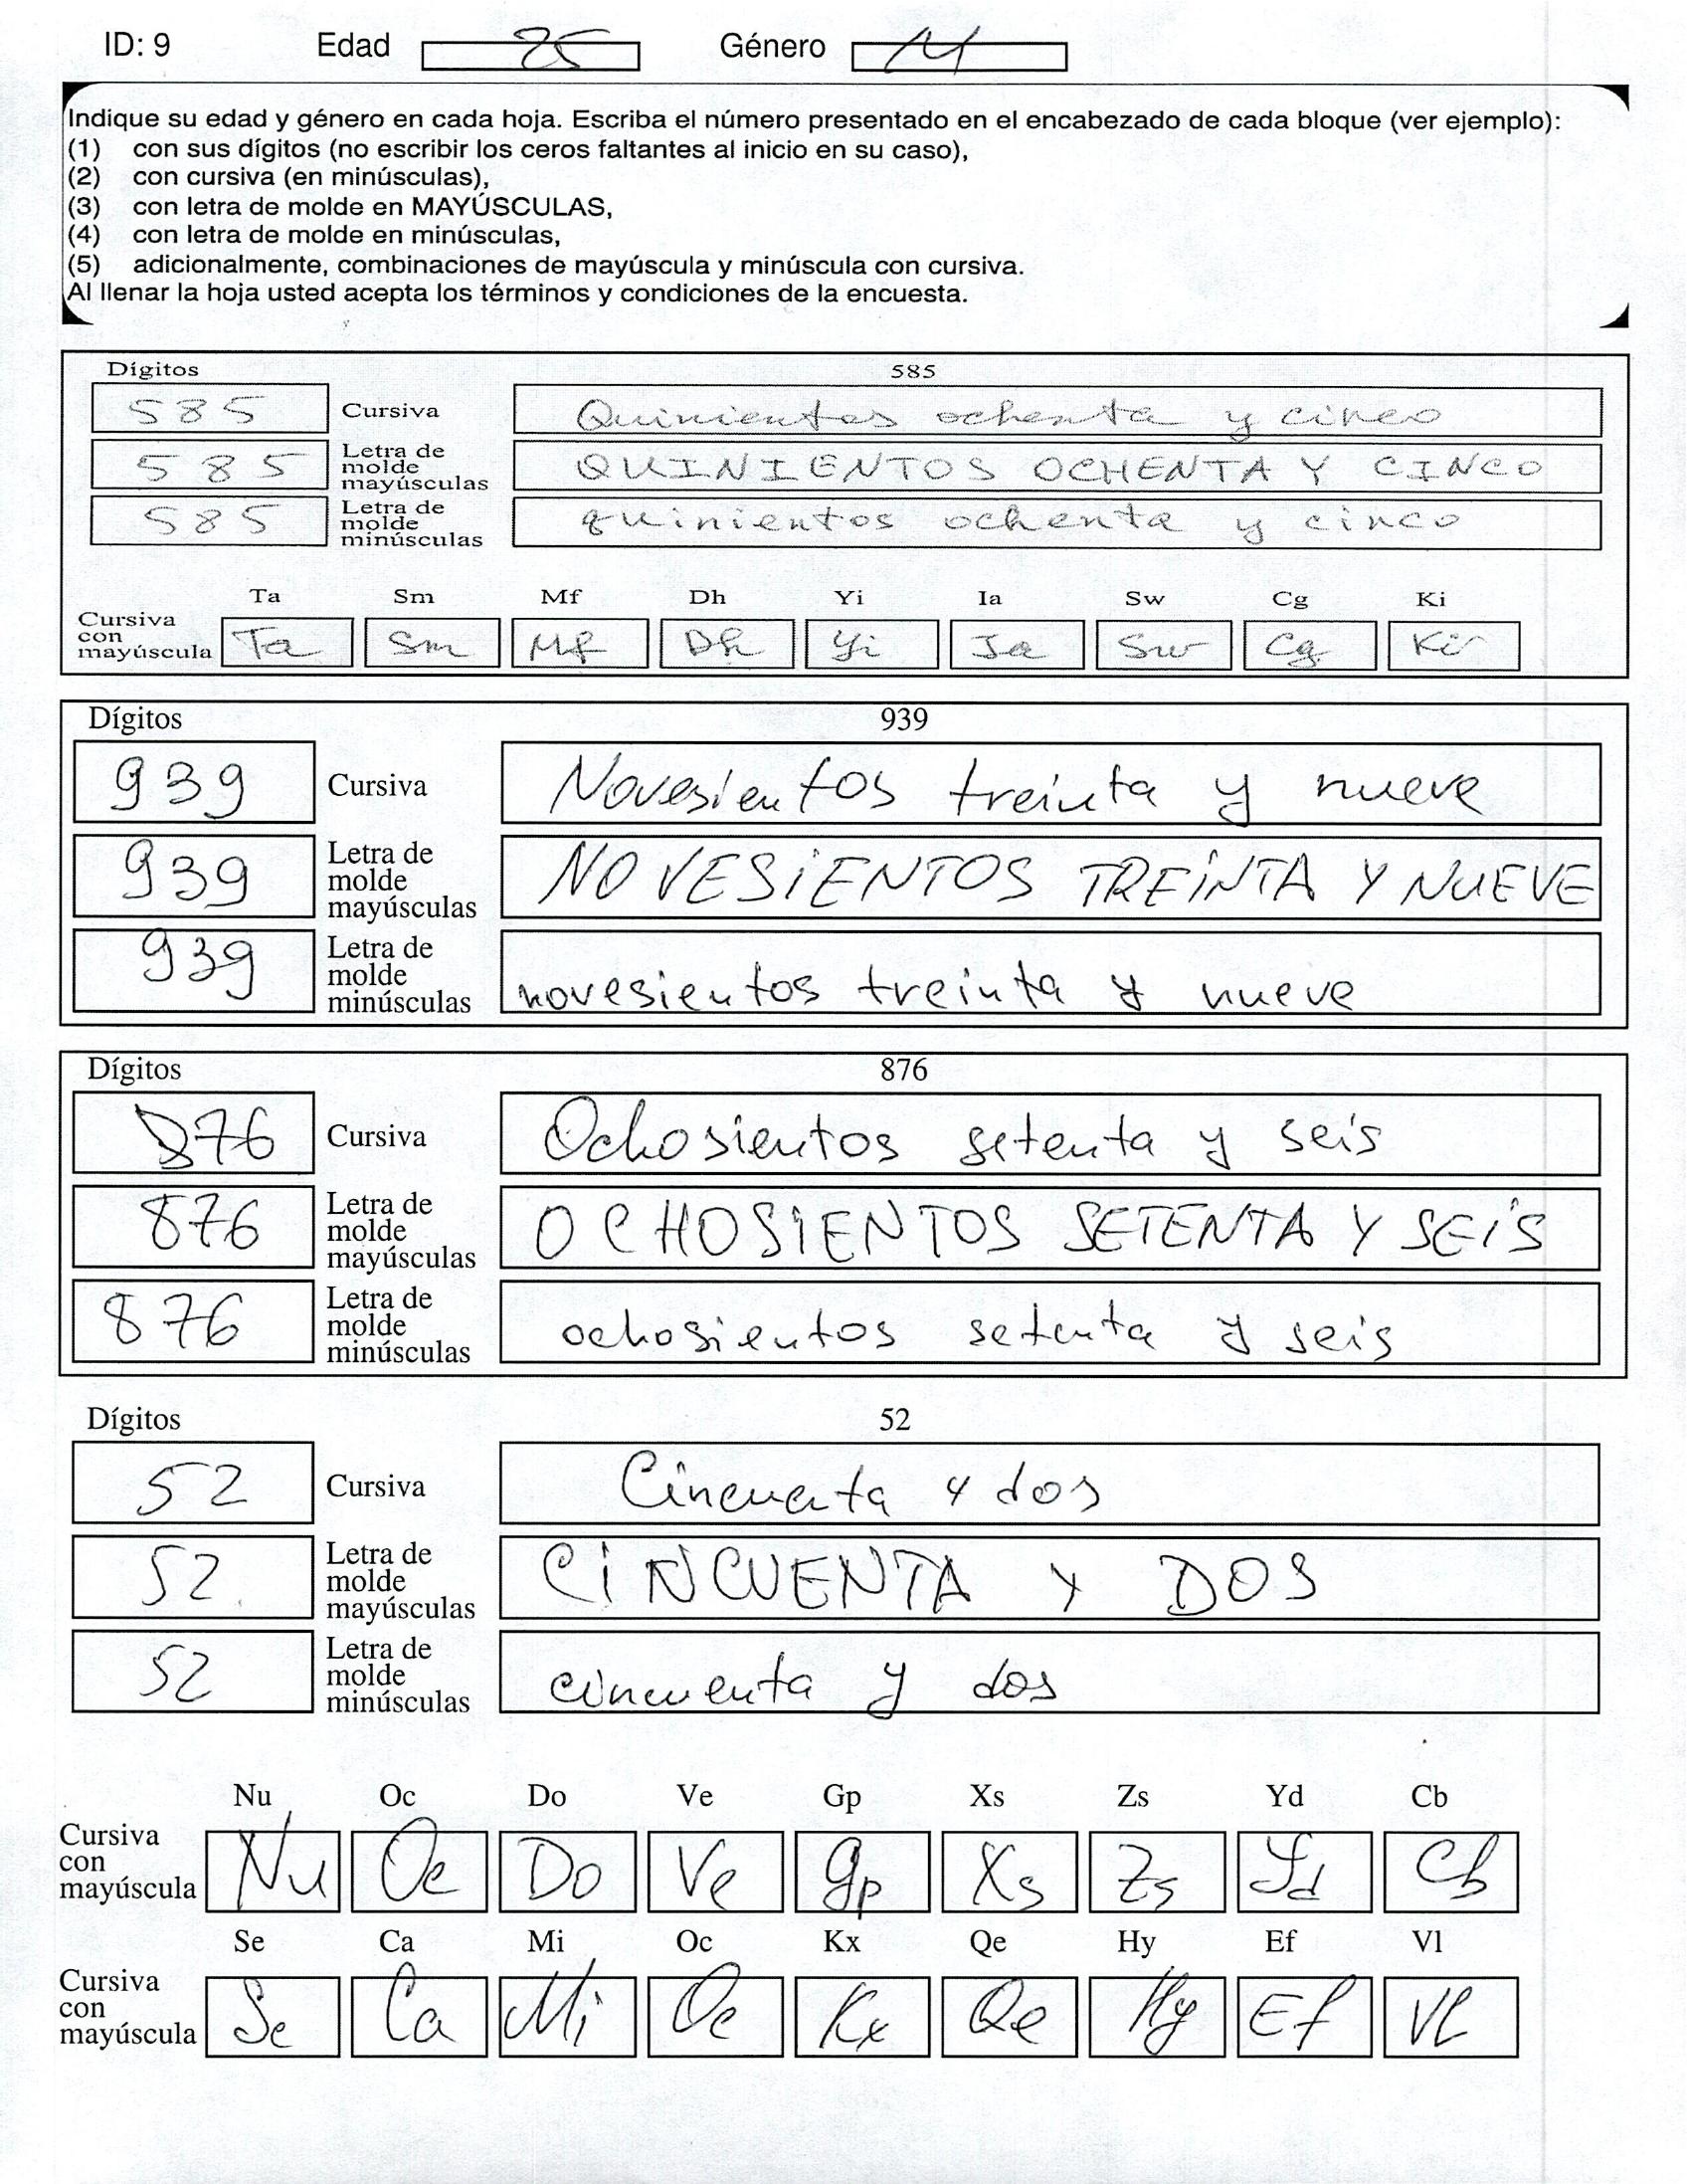 ID: 9 Edad 25 Género M
Indique su edad y género en cada hoja. Escriba el número presentado en el encabezado de cada bloque (ver ejemplo):
(1) con sus dígitos (no escribir los ceros faltantes al inicio en su caso),
(2) con cursiva (en minúsculas),
(3) con letra de molde en MAYÚSCULAS,
(4) con letra de molde en minúsculas,
(5) adicionalmente, combinaciones de mayúscula y minúscula con cursiva.
Al llenar la hoja usted acepta los términos y condiciones de la encuesta.
Dígitos 585
585 Cursiva Quinientos ochenta y cinco
585 Letra de molde mayúsculas QUINIENTOS OCHENTA Y CINCO
585 Letra de molde minúsculas quinientos ochenta y cinco
Ta Sm Mf Dh Yi Ia Sw Cg Ki
Cursiva con mayúscula Ta Sm Mf Dh Yi Ia Sw Cg Ki
Dígitos 939
939 Cursiva Novesientos treinta y nueve
939 Letra de molde mayúsculas NOVESIENTOS TREINTA Y NUEVE
939 Letra de molde minúsculas novesientos treinta y nueve
Dígitos 876
876 Cursiva Ochosientos setenta y seis
876 Letra de molde mayúsculas OCHOSIENTOS SETENTA Y SEIS
876 Letra de molde minúsculas ochosientos setenta y seis
Dígitos 52
52 Cursiva Cincuenta y dos
52 Letra de molde mayúsculas CINCUENTA Y DOS
52 Letra de molde minúsculas cincuenta y dos
Nu Oc Do Ve Gp Xs Zs Yd Cb
Cursiva con mayúscula Nu Oc Do Ve Gp Xs Zs Yd Cb
Se Ca Mi Oc Kx Qe Hy Ef Vl
Cursiva con mayúscula Se Ca Mi Oc Kx Qe Hy Ef Vl